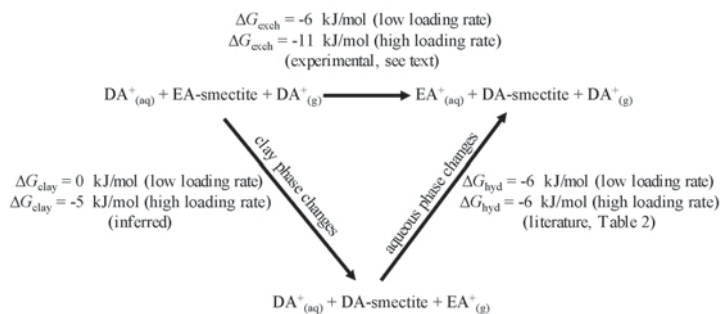 ΔG_exch = -6 kJ/mol (low loading rate)
ΔG_exch = -11 kJ/mol (high loading rate)
(experimental, see text)
DA⁺(aq) + EA-smectite + DA⁺(g) → EA⁺(aq) + DA-smectite + DA⁺(g)
clay phase changes
aqueous phase changes
ΔG_clay = 0 kJ/mol (low loading rate)
ΔG_clay = -5 kJ/mol (high loading rate)
(inferred)
ΔG_hyd = -6 kJ/mol (low loading rate)
ΔG_hyd = -6 kJ/mol (high loading rate)
(literature, Table 2)
DA⁺(aq) + DA-smectite + EA⁺(g)